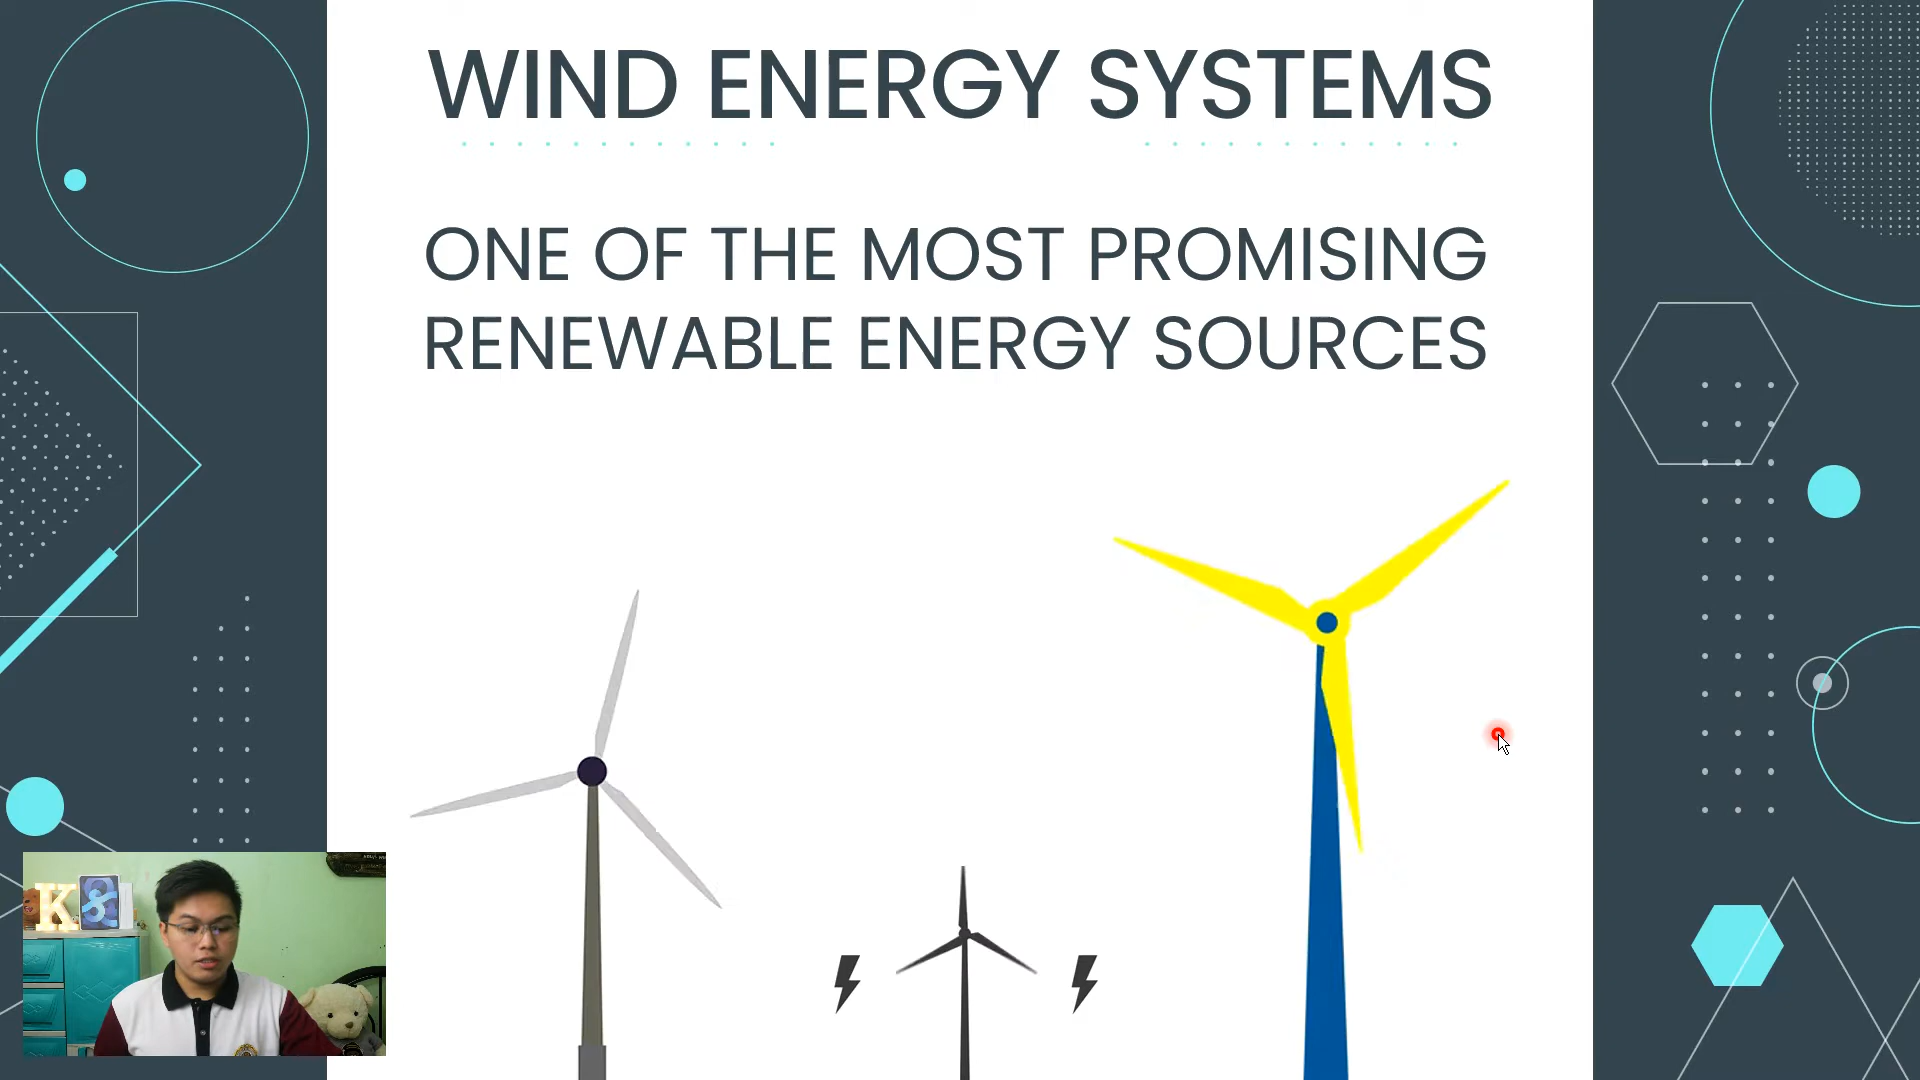 WIND ENERGY SYSTEMS
ONE OF THE MOST PROMISING
RENEWABLE ENERGY SOURCES
K